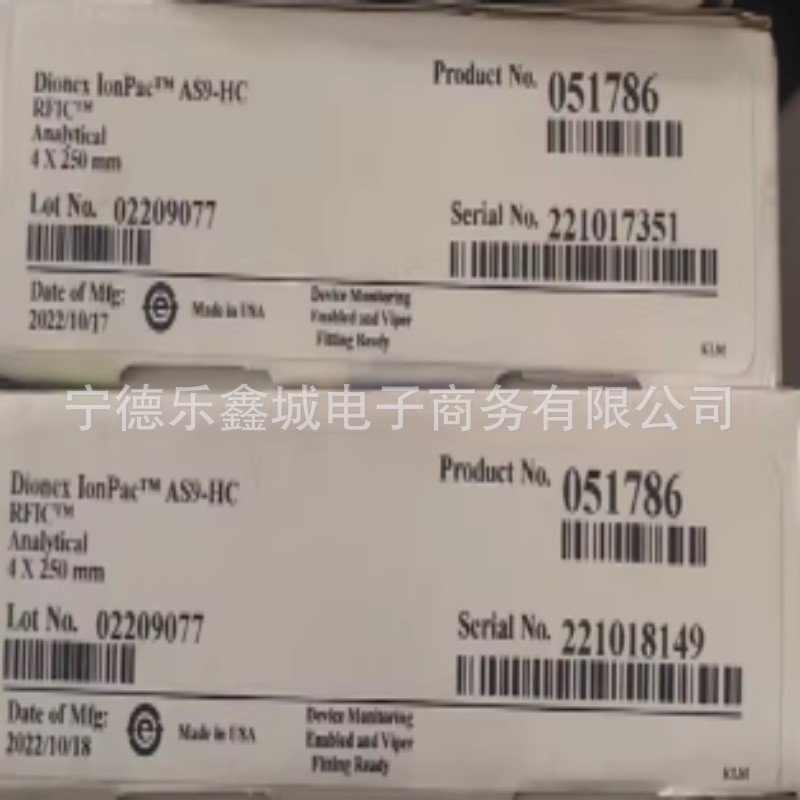 Dionex IonPac™ AS9-HC
RFIC™
Analytical
4 X 250 mm
Product No. 051786
Lot No. 02209077
Serial No. 221017351
Date of Mfg:
2022/10/17
e
Made in USA
Device Monitoring
Enabled and Viper
Fitting Ready
KLM
宁德乐鑫城电子商务有限公司
Dionex IonPac™ AS9-HC
RFIC™
Analytical
4 X 250 mm
Product No. 051786
Lot No. 02209077
Serial No. 221018149
Date of Mfg:
2022/10/18
e
Made in USA
Device Monitoring
Enabled and Viper
Fitting Ready
KLM